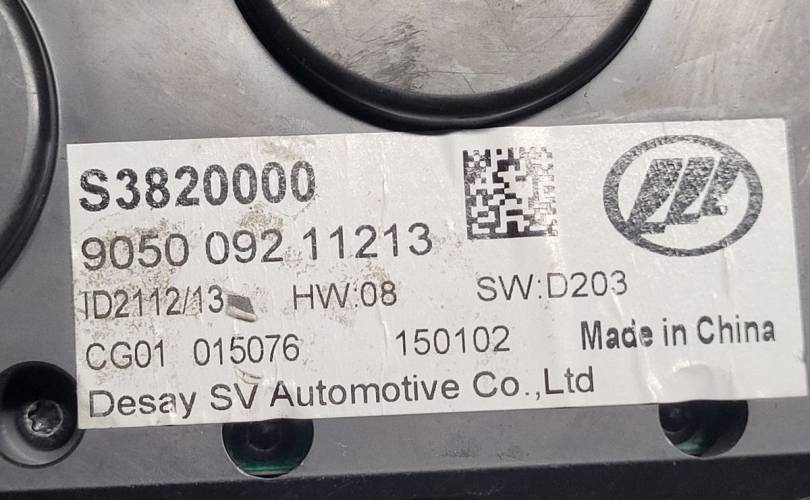 S3820000
9050 092 11213
TD2112/13 HW:08 SW:D203
CG01 015076 150102 Made in China
Desay SV Automotive Co.,Ltd